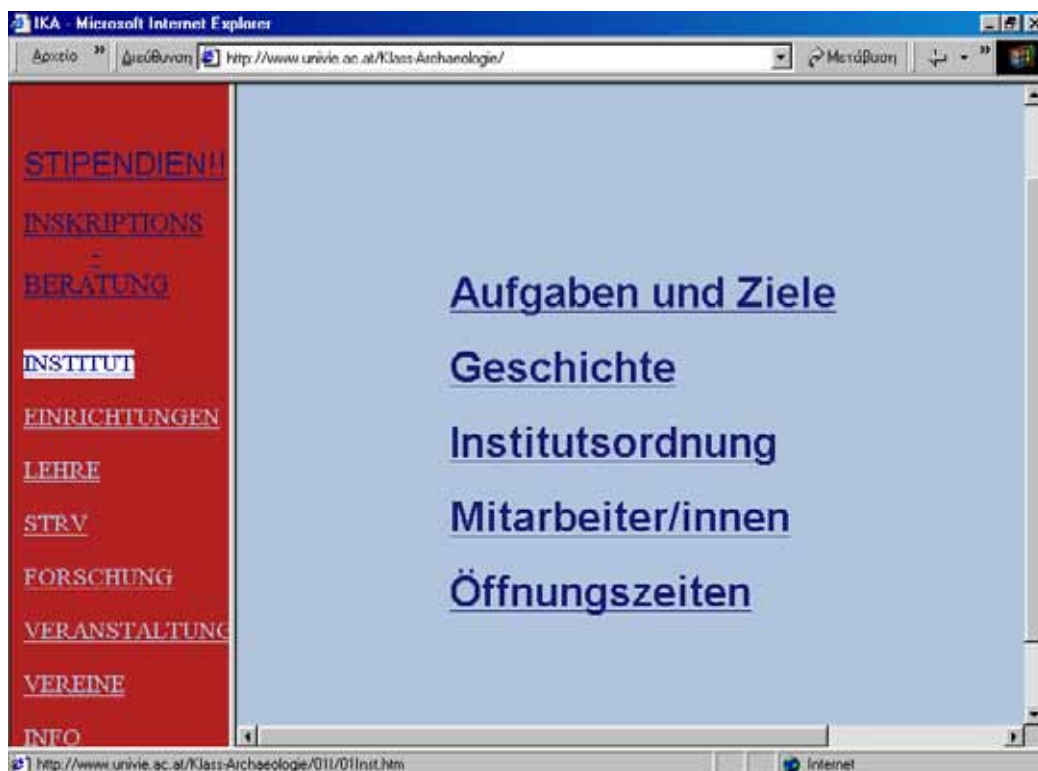 IKA - Microsoft Internet Explorer
Αρχείο » Διεύθυνση http://www.univie.ac.at/Klass-Archaeologie/ Μετάβαση »
STIPENDIEN!!
INSKRIPTIONS
-
BERATUNG
INSTITUT
EINRICHTUNGEN
LEHRE
STRV
FORSCHUNG
VERANSTALTUNG
VEREINE
INFO
Aufgaben und Ziele
Geschichte
Institutsordnung
Mitarbeiter/innen
Öffnungszeiten
http://www.univie.ac.at/Klass-Archaeologie/01I/01Inst.htm Internet